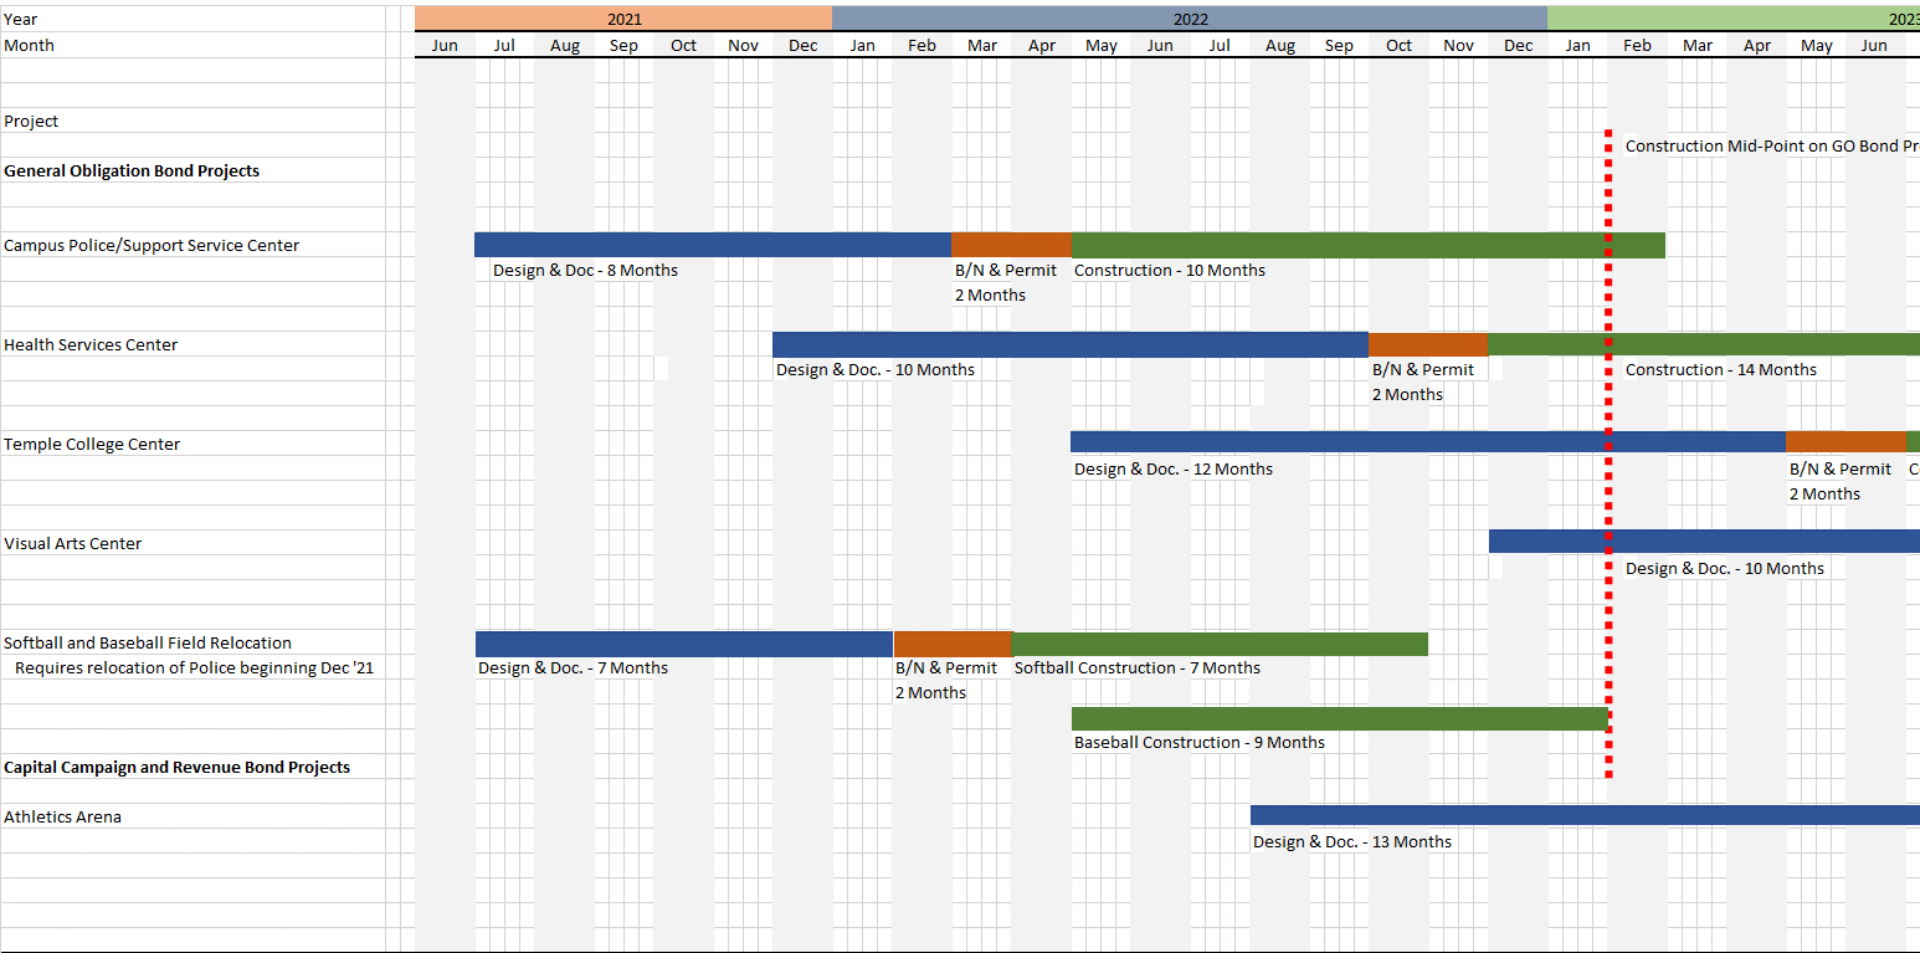 Year 2021 2022 2023
Month Jun Jul Aug Sep Oct Nov Dec Jan Feb Mar Apr May Jun Jul Aug Sep Oct Nov Dec Jan Feb Mar Apr May Jun
Project
Construction Mid-Point on GO Bond Pr
General Obligation Bond Projects
Campus Police/Support Service Center
Design & Doc - 8 Months B/N & Permit Construction - 10 Months
2 Months
Health Services Center
Design & Doc. - 10 Months B/N & Permit Construction - 14 Months
2 Months
Temple College Center
Design & Doc. - 12 Months B/N & Permit C
2 Months
Visual Arts Center
Design & Doc. - 10 Months
Softball and Baseball Field Relocation
Requires relocation of Police beginning Dec '21 Design & Doc. - 7 Months B/N & Permit Softball Construction - 7 Months
2 Months
Baseball Construction - 9 Months
Capital Campaign and Revenue Bond Projects
Athletics Arena
Design & Doc. - 13 Months